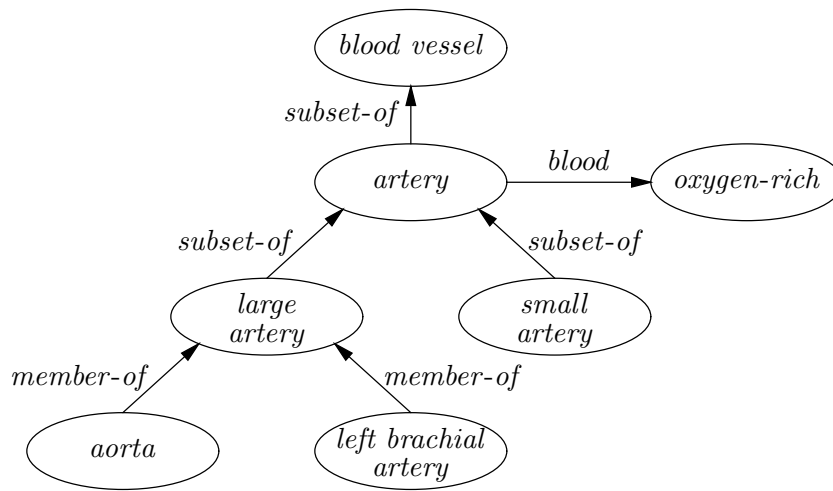 blood vessel
subset-of
artery
blood
oxygen-rich
subset-of
subset-of
large
artery
small
artery
member-of
member-of
aorta
left brachial
artery